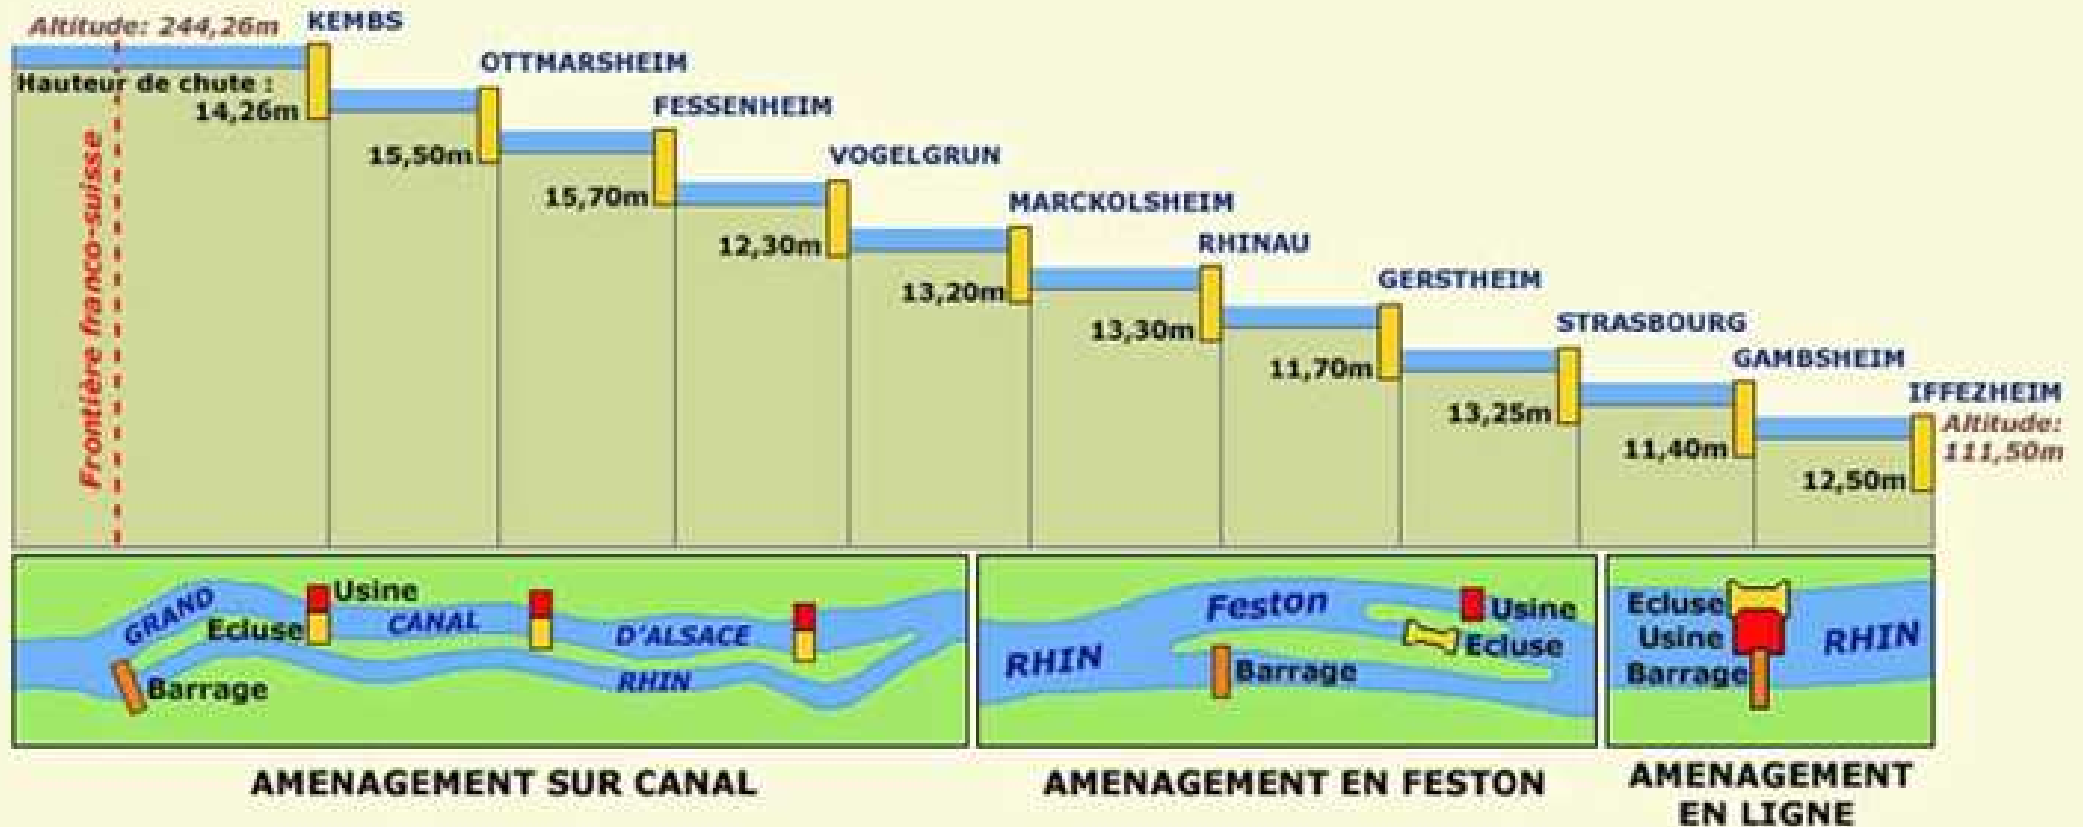 Altitude: 244,26m
KEMBS
Hauteur de chute :
14,26m
OTTMARSHEIM
15,50m
FESSENHEIM
15,70m
VOGELGRUN
12,30m
MARCKOLSHEIM
13,20m
RHINAU
13,30m
GERSTHEIM
11,70m
STRASBOURG
13,25m
GAMBSHEIM
11,40m
IFFEZHEIM
Altitude:
111,50m
12,50m
Frontière franco-suisse
GRAND
CANAL
D'ALSACE
Usine
Ecluse
Barrage
RHIN
RHIN
Feston
Usine
Ecluse
Barrage
Ecluse
Usine
Barrage
RHIN
AMENAGEMENT SUR CANAL
AMENAGEMENT EN FESTON
AMENAGEMENT
EN LIGNE